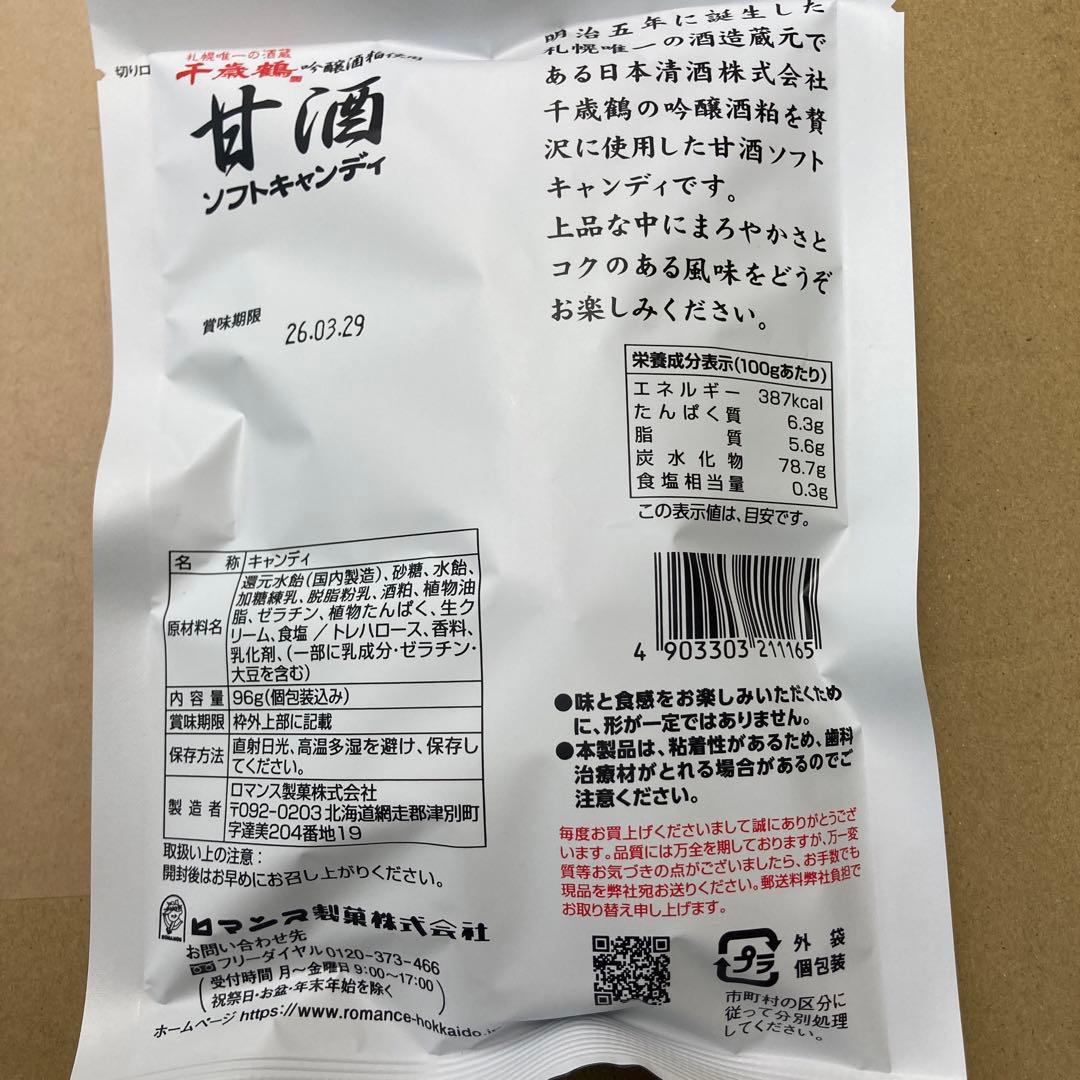 切り口
札幌唯一の酒蔵
千歳鶴 吟醸酒粕使用
甘酒
ソフトキャンディ
賞味期限 26.03.29
明治五年に誕生した
札幌唯一の酒造蔵元で
ある日本清酒株式会社
千歳鶴の吟醸酒粕を贅
沢に使用した甘酒ソフト
キャンディです。
上品な中にまろやかさと
コクのある風味をどうぞ
お楽しみください。
栄養成分表示(100gあたり)
エネルギー 387kcal
たんぱく質 6.3g
脂質 5.6g
炭水化物 78.7g
食塩相当量 0.3g
この表示値は、目安です。
名称 キャンディ
原材料名 還元水飴(国内製造)、砂糖、水飴、
加糖練乳、脱脂粉乳、酒粕、植物油
脂、ゼラチン、植物たんぱく、生ク
リーム、食塩／トレハロース、香料、
乳化剤、(一部に乳成分・ゼラチン・
大豆を含む)
内容量 96g(個包装込み)
賞味期限 枠外上部に記載
保存方法 直射日光、高温多湿を避け、保存し
てください。
製造者 ロマンス製菓株式会社
〒092-0203 北海道網走郡津別町
字達美204番地19
取扱い上の注意:
開封後はお早めにお召し上がりください。
ロマンス製菓株式会社
お問い合わせ先
フリーダイヤル 0120-373-466
(受付時間 月～金曜日 9:00～17:00
祝祭日・お盆・年末年始を除く)
ホームページ https://www.romance-hokkaido.
4 903303 211165
●味と食感をお楽しみいただくため
に、形が一定ではありません。
●本製品は、粘着性があるため、歯科
治療材がとれる場合があるのでご
注意ください。
毎度お買上げくださいまして誠にありがとうござ
います。品質には万全を期しておりますが、万一変
質等お気づきの点がございましたら、お手数でも
現品を弊社宛お送りください。郵送料弊社負担で
お取り替え申し上げます。
プラ
外袋
個包装
市町村の区分に
従って分別処理
してください。